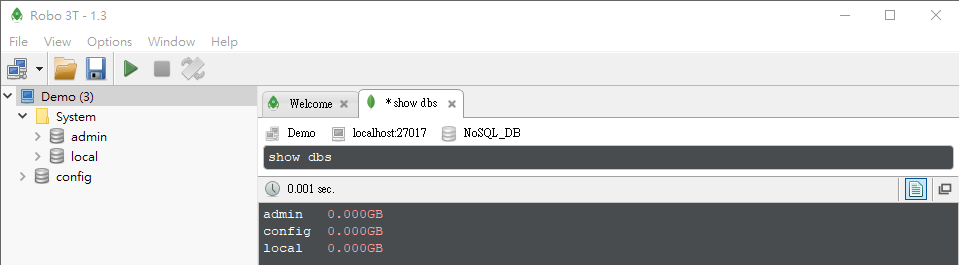 Robo 3T - 1.3
File View Options Window Help
Demo (3)
System
admin
local
config
Welcome *show dbs
Demo localhost:27017 NoSQL_DB
show dbs
0.001 sec.
admin 0.000GB
config 0.000GB
local 0.000GB